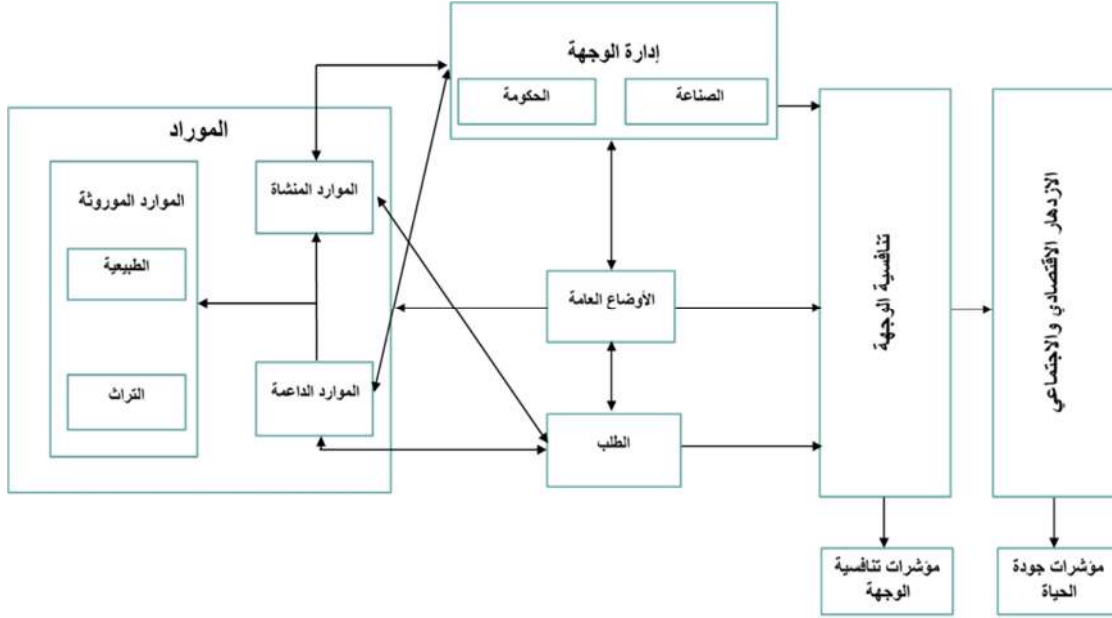 إدارة الوجهة
الصناعة
الحكومة
الموراد
الموارد المنشاة
الموارد الموروثة
الطبيعية
التراث
الموارد الداعمة
الأوضاع العامة
الطلب
تنافسية الوجهة
الازدهار الاقتصادي والاجتماعي
مؤشرات تنافسية
الوجهة
مؤشرات جودة
الحياة